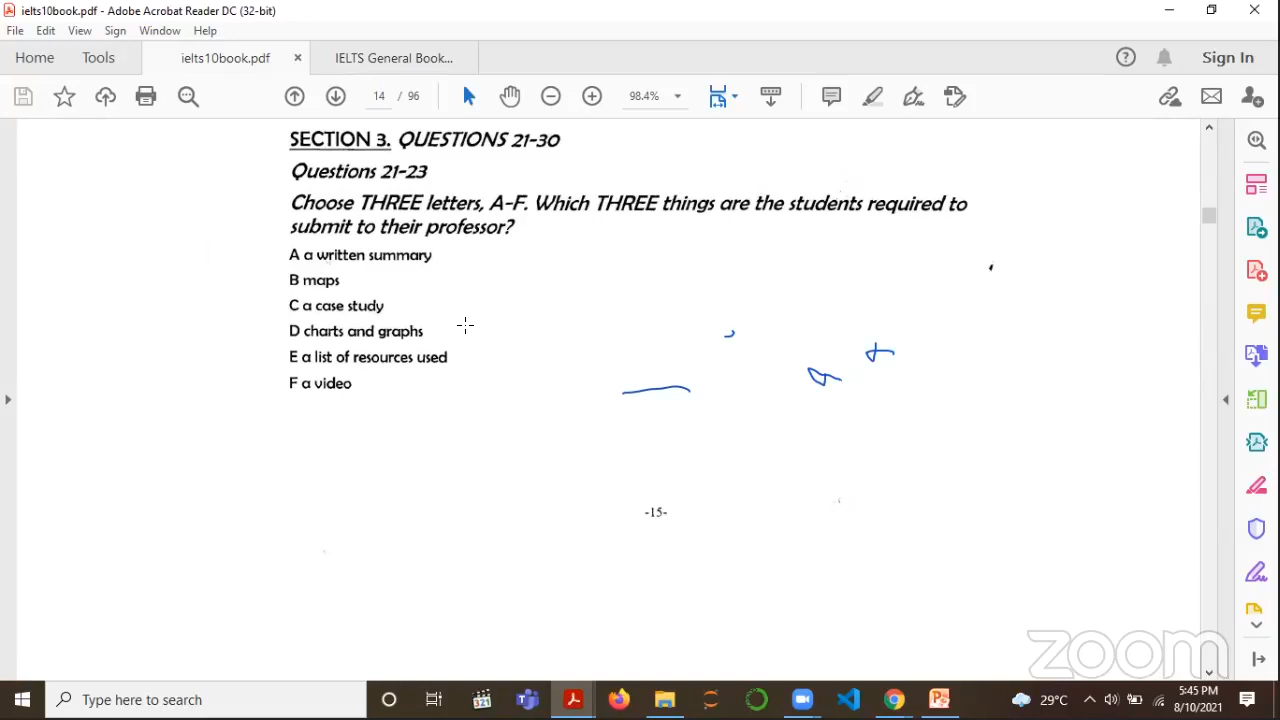 ielts10book.pdf - Adobe Acrobat Reader DC (32-bit)
File Edit View Sign Window Help
Home Tools ielts10book.pdf × IELTS General Book... Sign In
14 / 96 98.4%
SECTION 3. QUESTIONS 21-30
Questions 21-23
Choose THREE letters, A-F. Which THREE things are the students required to
submit to their professor?
A a written summary
B maps
C a case study
D charts and graphs
E a list of resources used
F a video
-15-
zoom
Type here to search 321 29°C 5:45 PM
8/10/2021